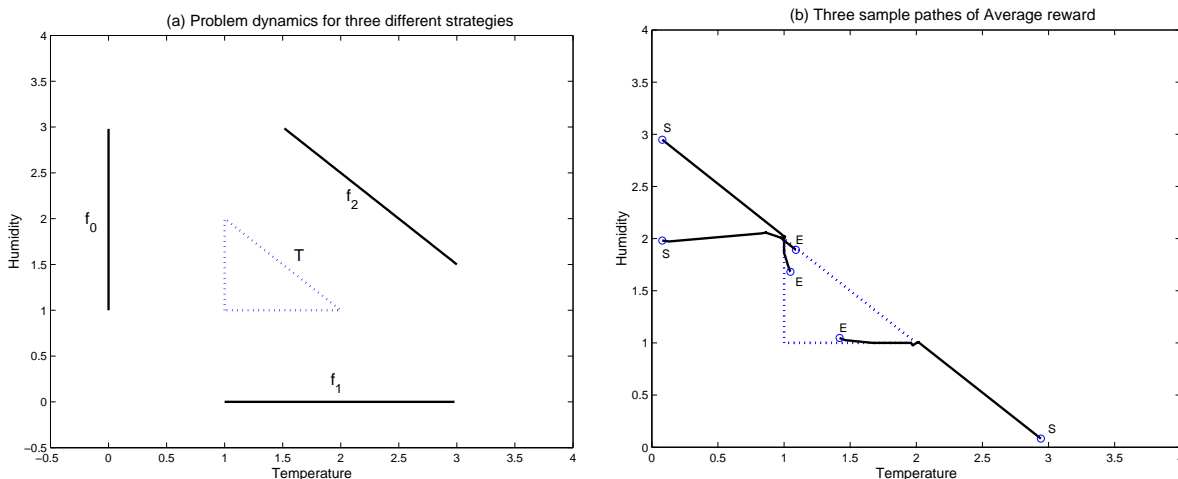 (a) Problem dynamics for three different strategies
4
3.5
3
2.5
2
1.5
1
0.5
0
−0.5
Humidity
f0
f2
T
f1
−0.5 0 0.5 1 1.5 2 2.5 3 3.5 4
Temperature
(b) Three sample pathes of Average reward
4
3.5
3
2.5
2
1.5
1
0.5
0
Humidity
S
S
E
E
E
S
0 0.5 1 1.5 2 2.5 3 3.5 4
Temperature